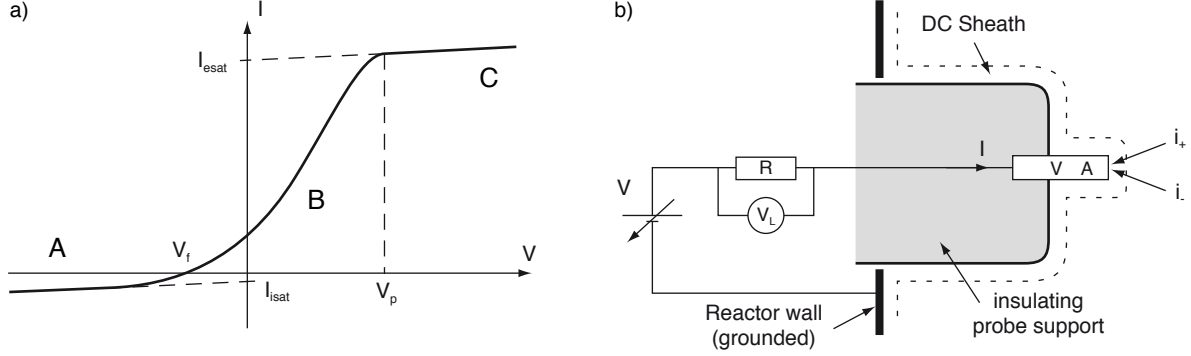 a)
I
I_esat
C
B
A
V_f
V
I_isat
V_p
b)
DC Sheath
I
R
V
V_L
V A
i_+
i_-
Reactor wall
(grounded)
insulating
probe support